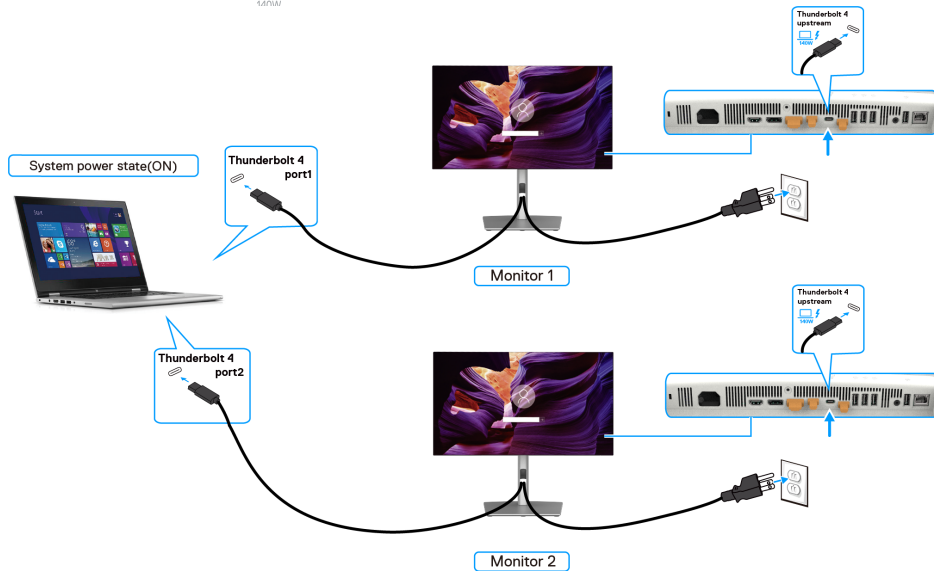 140W
Thunderbolt 4
upstream
140W
System power state(ON)
Thunderbolt 4
port1
Monitor 1
Thunderbolt 4
upstream
140W
Thunderbolt 4
port2
Monitor 2